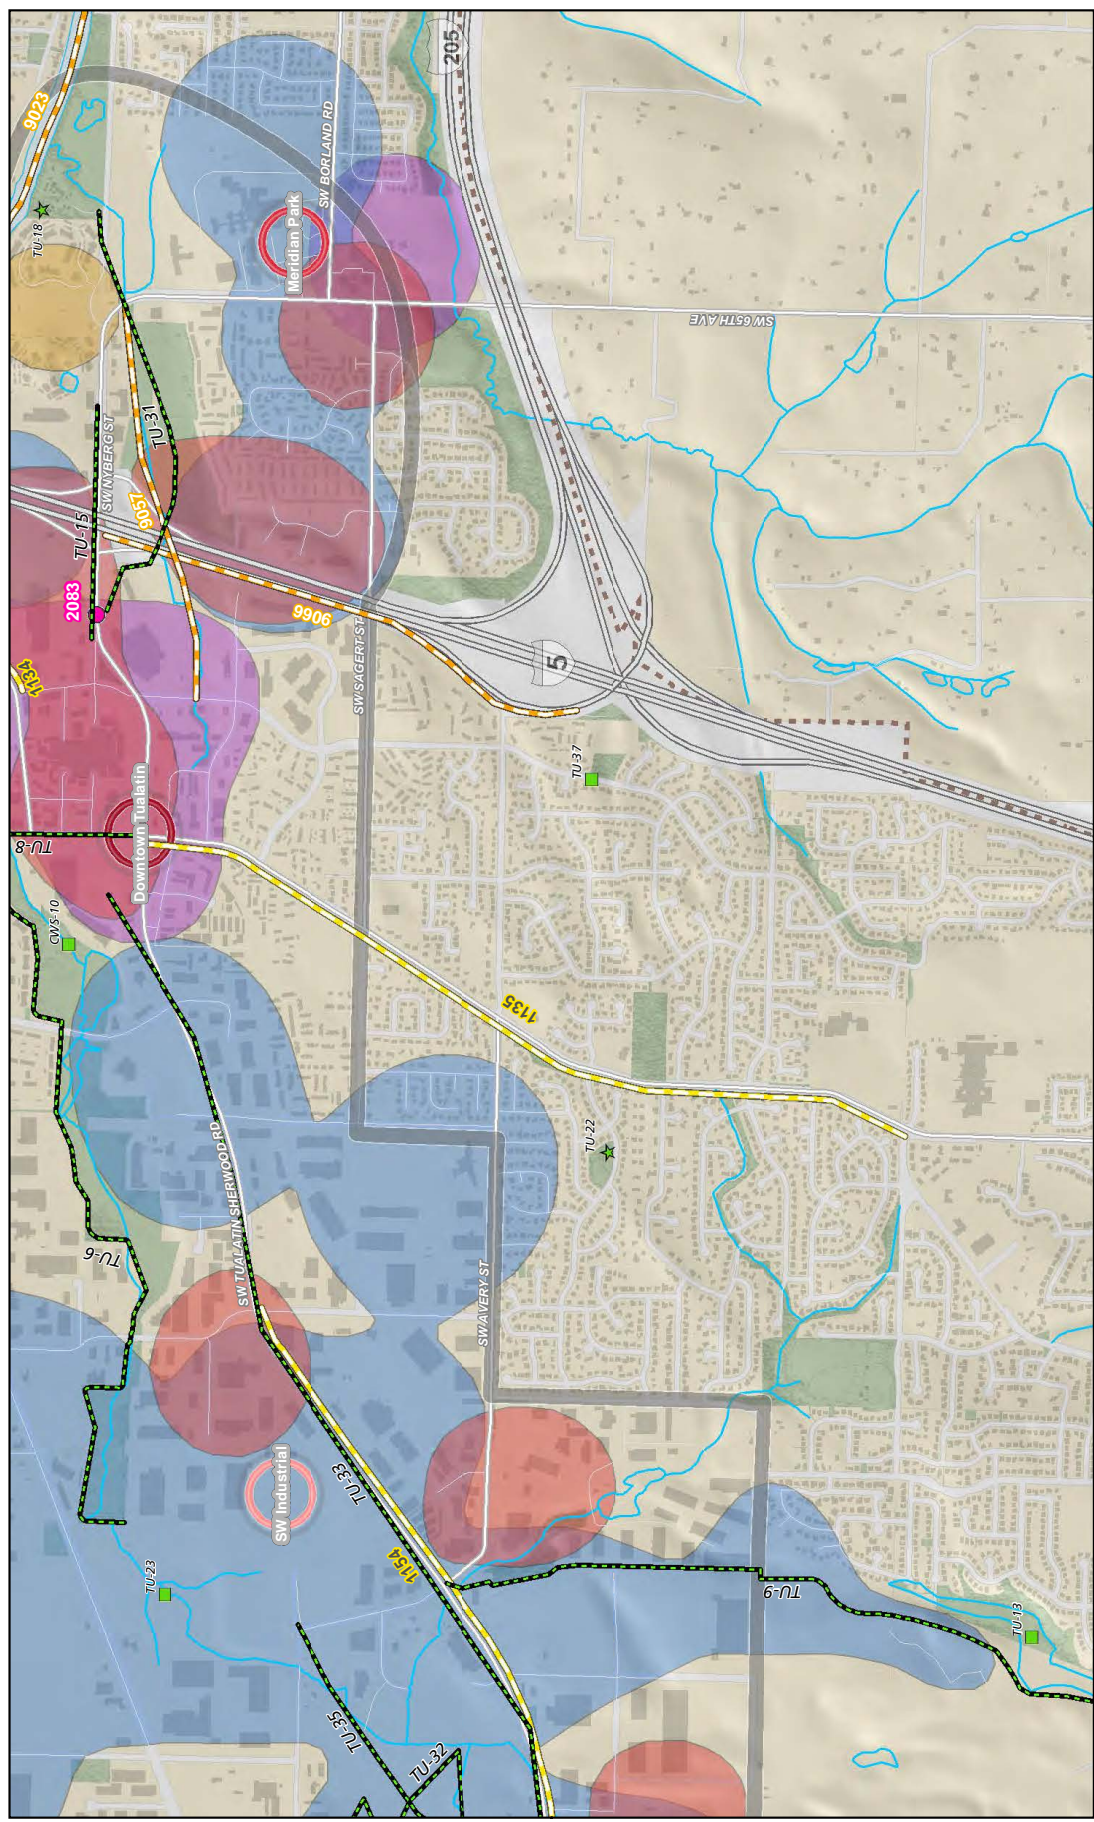 9023
205
TU-18
SW BORLAND RD
Meridian Park
SW 65TH AVE
SW NYBERG ST
TU-31
TU-15
9057
2083
9066
1134
SW SAGERT ST
5
TU-37
Downtown Tualatin
TU-8
CWS-10
1135
TU-22
SW TUALATIN SHERWOOD RD
TU-6
SW AVERY ST
SW Industrial
TU-33
1154
TU-23
TU-9
TU-13
TU-35
TU-32